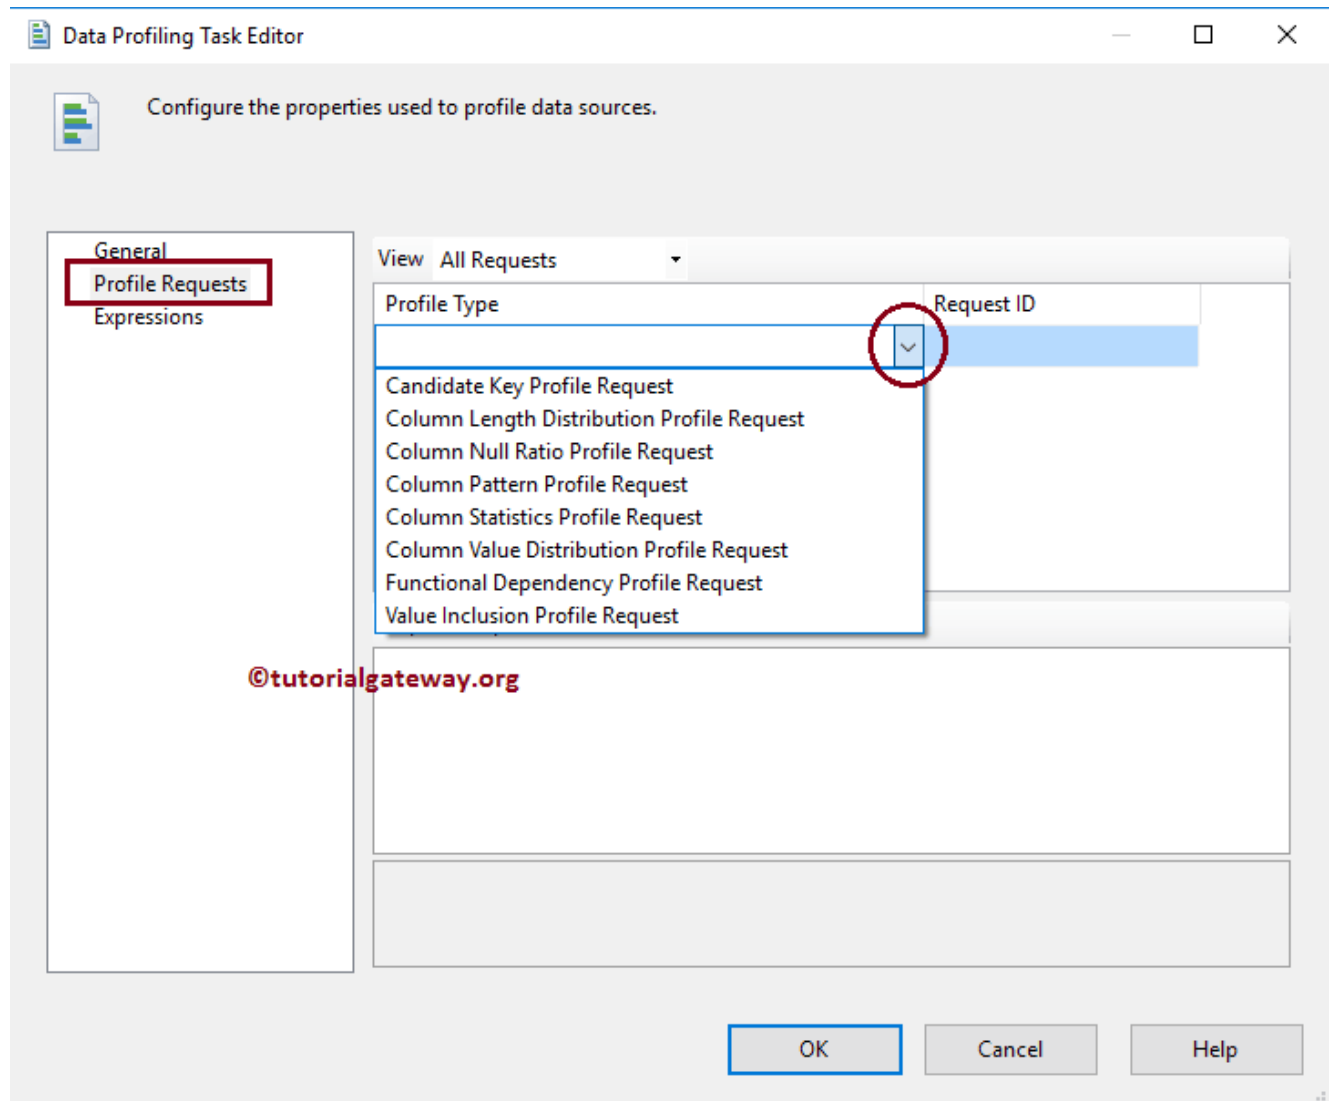 Data Profiling Task Editor
Configure the properties used to profile data sources.
General
Profile Requests
Expressions
View All Requests
Profile Type Request ID
Candidate Key Profile Request
Column Length Distribution Profile Request
Column Null Ratio Profile Request
Column Pattern Profile Request
Column Statistics Profile Request
Column Value Distribution Profile Request
Functional Dependency Profile Request
Value Inclusion Profile Request
©tutorialgateway.org
OK Cancel Help